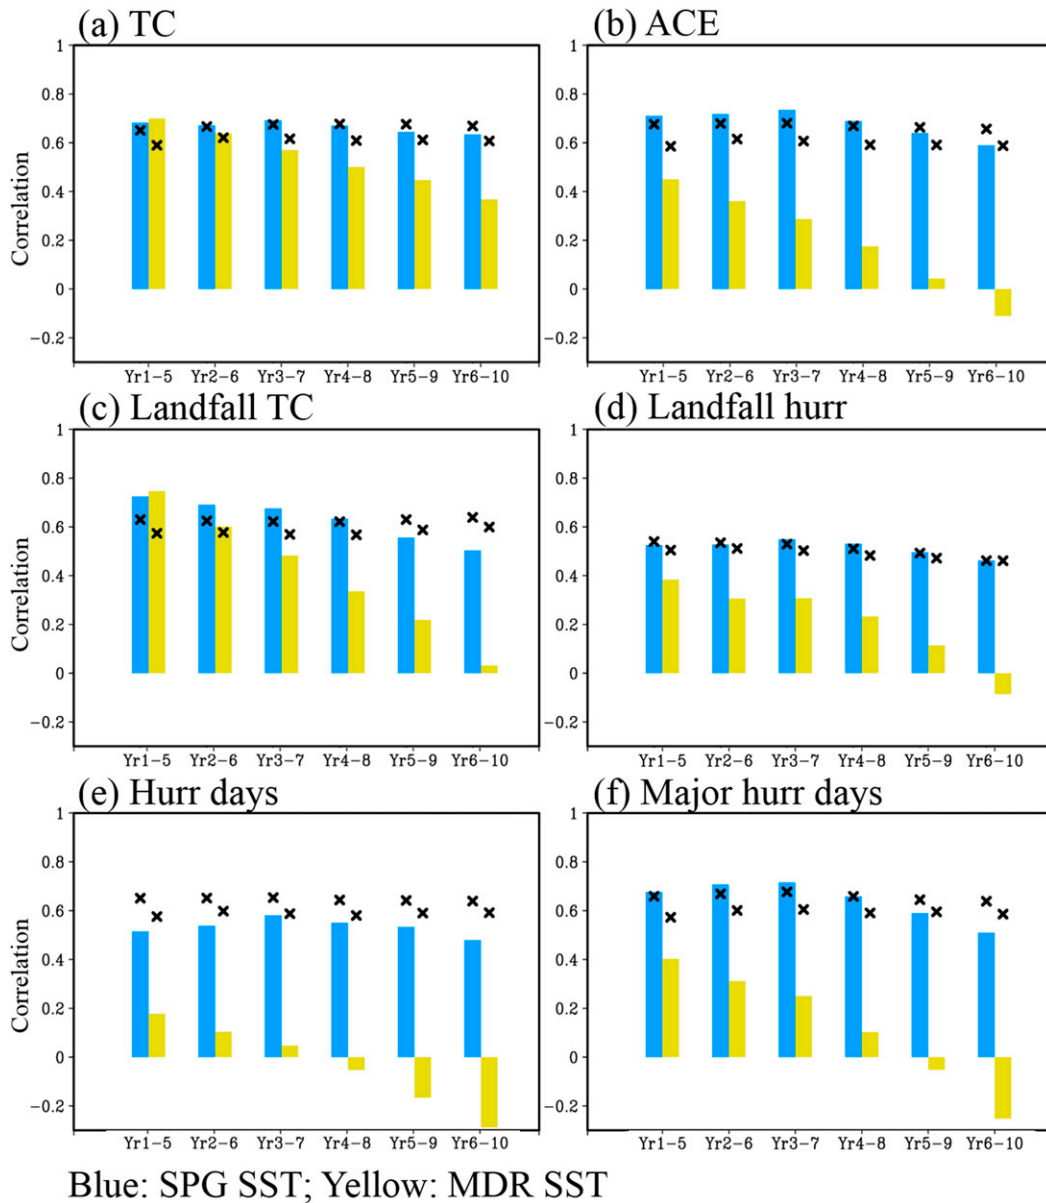 (a) TC
(b) ACE
Correlation
1
0.8
0.6
0.4
0.2
0
−0.2
Yr1−5 Yr2−6 Yr3−7 Yr4−8 Yr5−9 Yr6−10
1
0.8
0.6
0.4
0.2
0
−0.2
Yr1−5 Yr2−6 Yr3−7 Yr4−8 Yr5−9 Yr6−10
(c) Landfall TC
(d) Landfall hurr
Correlation
1
0.8
0.6
0.4
0.2
0
−0.2
Yr1−5 Yr2−6 Yr3−7 Yr4−8 Yr5−9 Yr6−10
1
0.8
0.6
0.4
0.2
0
−0.2
Yr1−5 Yr2−6 Yr3−7 Yr4−8 Yr5−9 Yr6−10
(e) Hurr days
(f) Major hurr days
Correlation
1
0.8
0.6
0.4
0.2
0
−0.2
Yr1−5 Yr2−6 Yr3−7 Yr4−8 Yr5−9 Yr6−10
1
0.8
0.6
0.4
0.2
0
−0.2
Yr1−5 Yr2−6 Yr3−7 Yr4−8 Yr5−9 Yr6−10
Blue: SPG SST; Yellow: MDR SST